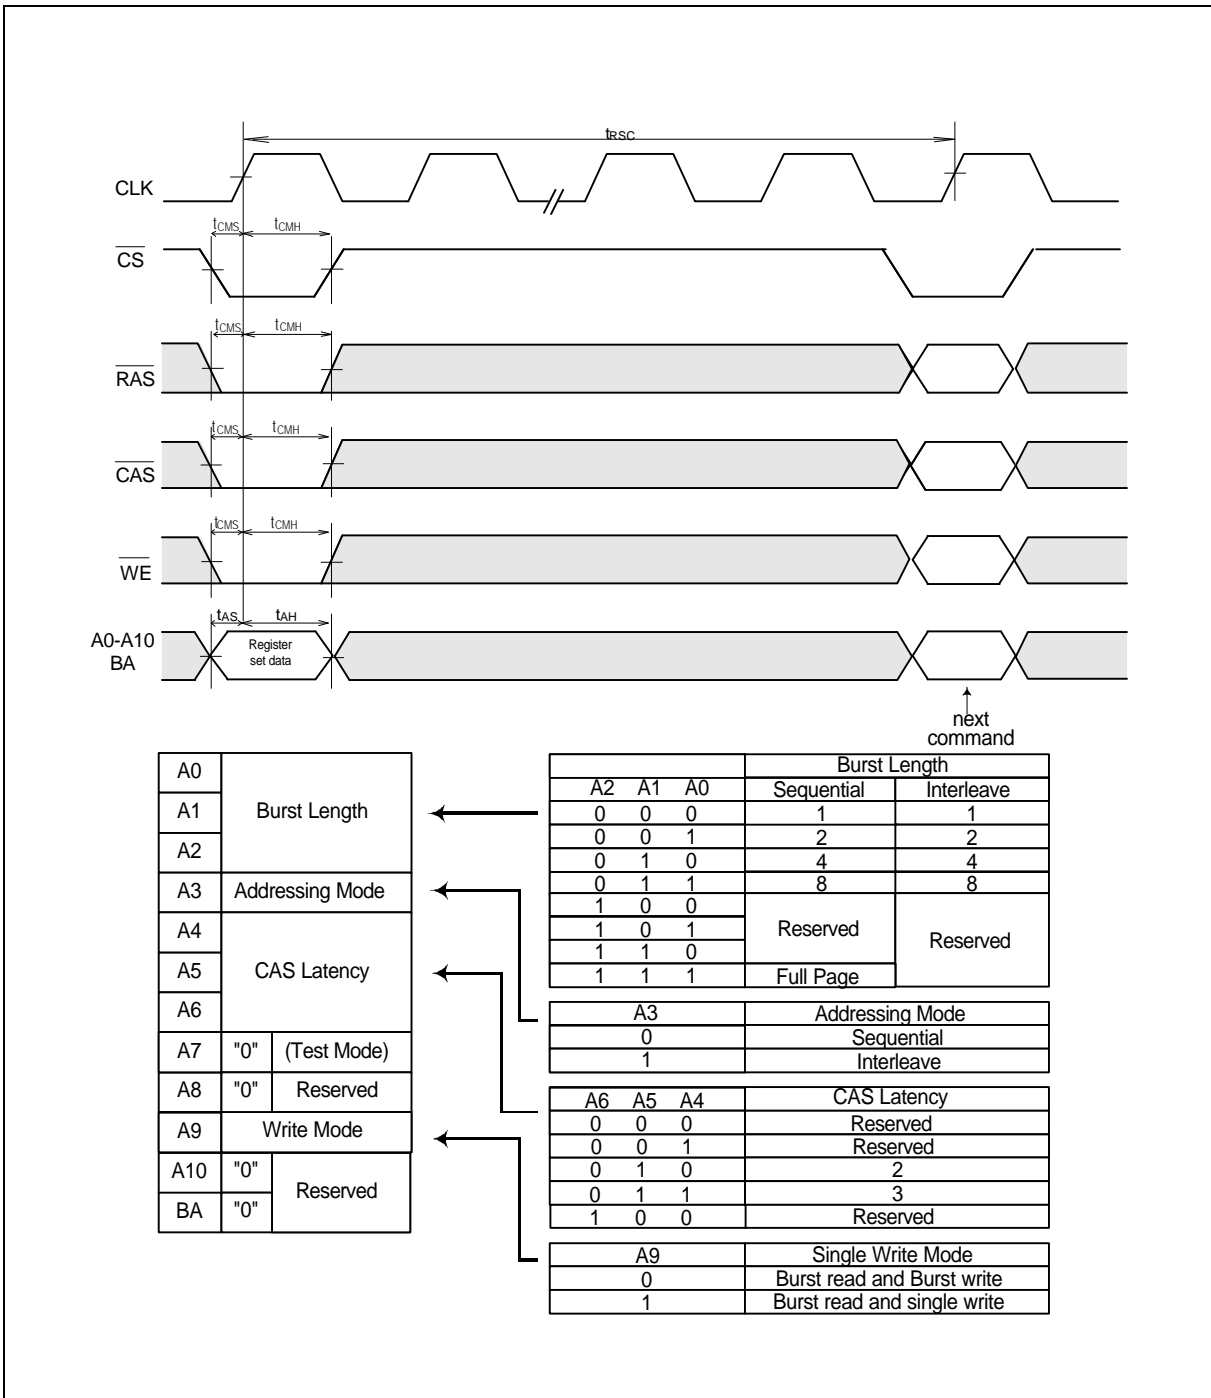 tRSC
CLK
tCMS tCMH
CS
tCMS tCMH
RAS
tCMS tCMH
CAS
tCMS tCMH
WE
tAS tAH
A0-A10
BA
Register
set data
next
command
A0
A1 Burst Length
A2
A3 Addressing Mode
A4
A5 CAS Latency
A6
A7 "0" (Test Mode)
A8 "0" Reserved
A9 Write Mode
A10 "0" Reserved
BA "0"
Burst Length
A2 A1 A0 Sequential Interleave
0 0 0 1 1
0 0 1 2 2
0 1 0 4 4
0 1 1 8 8
1 0 0
1 0 1 Reserved Reserved
1 1 0
1 1 1 Full Page
A3 Addressing Mode
0 Sequential
1 Interleave
A6 A5 A4 CAS Latency
0 0 0 Reserved
0 0 1 Reserved
0 1 0 2
0 1 1 3
1 0 0 Reserved
A9 Single Write Mode
0 Burst read and Burst write
1 Burst read and single write